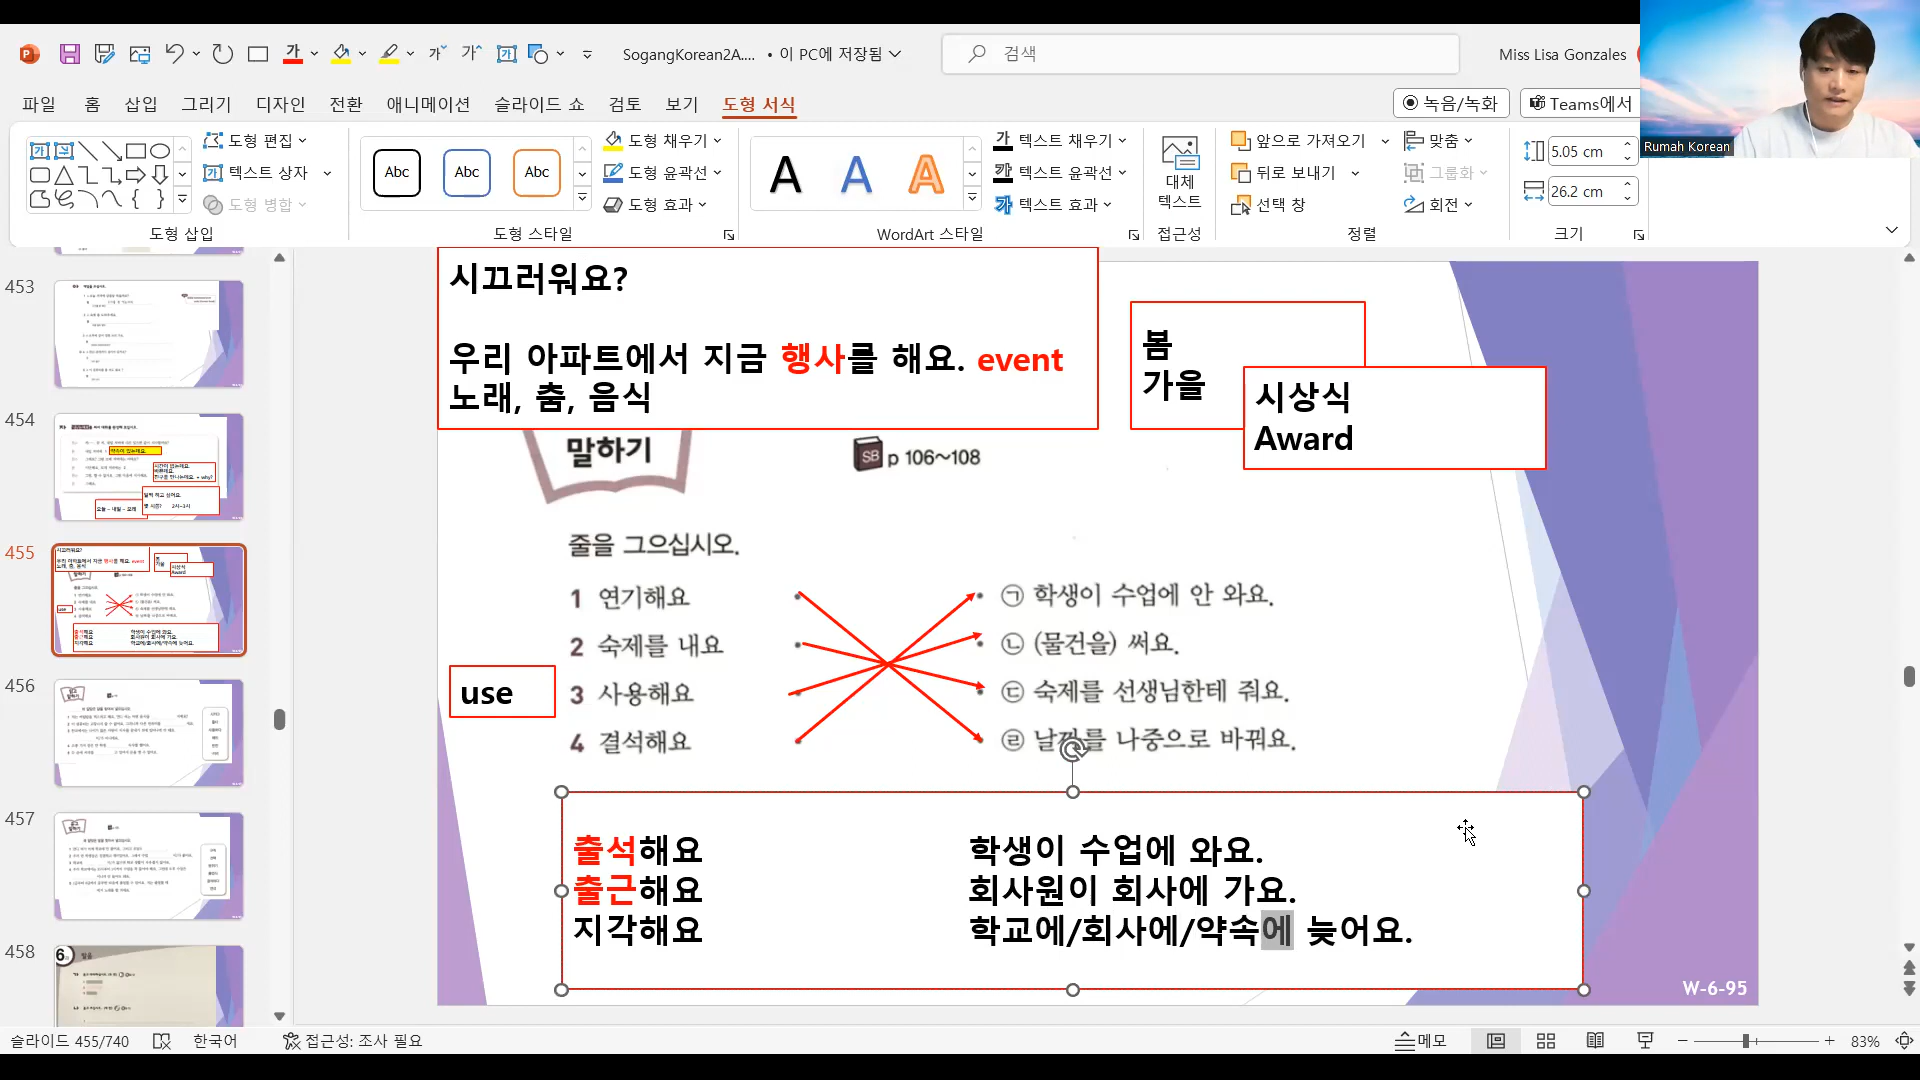 SogangKorean2A.... • 이 PC에 저장됨
검색
Miss Lisa Gonzales
파일 홈 삽입 그리기 디자인 전환 애니메이션 슬라이드 쇼 검토 보기 도형 서식
녹음/녹화 Teams에서
Rumah Korean
도형 편집
텍스트 상자
도형 병합
도형 삽입
Abc Abc Abc
도형 채우기
도형 윤곽선
도형 효과
도형 스타일
A A A
텍스트 채우기
텍스트 윤곽선
텍스트 효과
WordArt 스타일
대체
텍스트
접근성
앞으로 가져오기
뒤로 보내기
선택 창
맞춤
그룹화
회전
정렬
5.05 cm
26.2 cm
크기
453
454
455
456
457
458
시끄러워요?
우리 아파트에서 지금 행사를 해요. event
노래, 춤, 음식
봄
가을
시상식
Award
말하기
SB p 106~108
줄을 그으십시오.
1 연기해요 ㉠ 학생이 수업에 안 와요.
2 숙제를 내요 ㉡ (물건을) 써요.
use
3 사용해요 ㉢ 숙제를 선생님한테 줘요.
4 결석해요 ㉣ 날짜를 나중으로 바꿔요.
출석해요 학생이 수업에 와요.
출근해요 회사원이 회사에 가요.
지각해요 학교에/회사에/약속에 늦어요.
W-6-95
슬라이드 455/740 한국어 접근성: 조사 필요
메모
83%